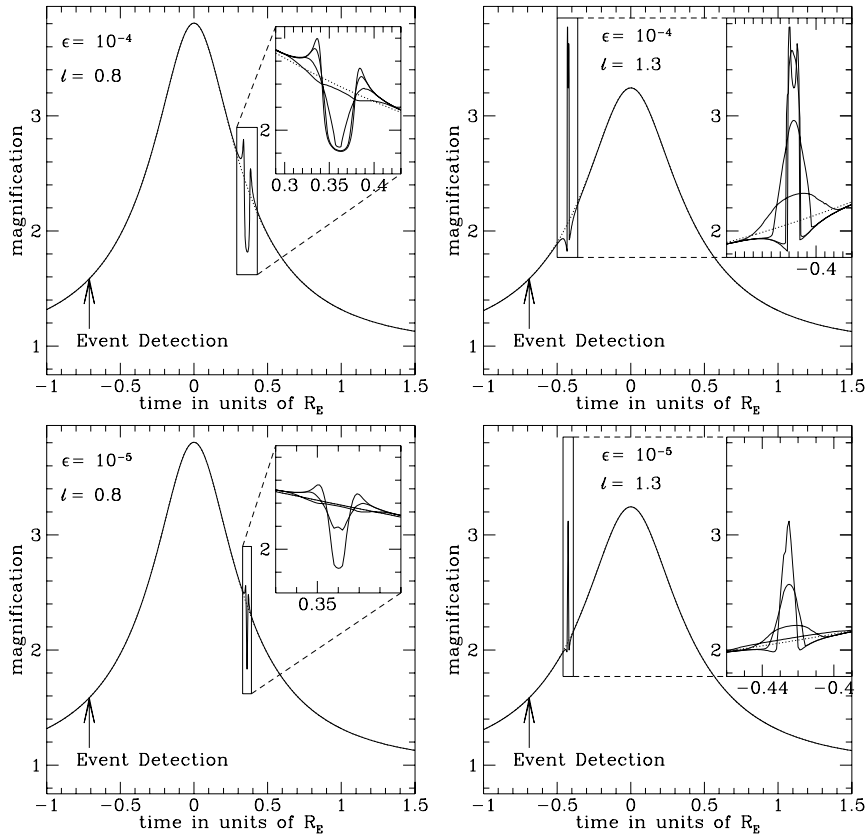 ϵ= 10⁻⁴
l = 0.8
magnification
3
2
1
2
0.3 0.35 0.4
Event Detection
-1 -0.5 0 0.5 1 1.5
time in units of R_E
ϵ= 10⁻⁴
l = 1.3
magnification
3
2
1
-0.4
Event Detection
-1 -0.5 0 0.5 1 1.5
time in units of R_E
ϵ= 10⁻⁵
l = 0.8
magnification
3
2
1
2
0.35
Event Detection
-1 -0.5 0 0.5 1 1.5
time in units of R_E
ϵ= 10⁻⁵
l = 1.3
magnification
3
2
1
3
2
-0.44 -0.4
Event Detection
-1 -0.5 0 0.5 1 1.5
time in units of R_E